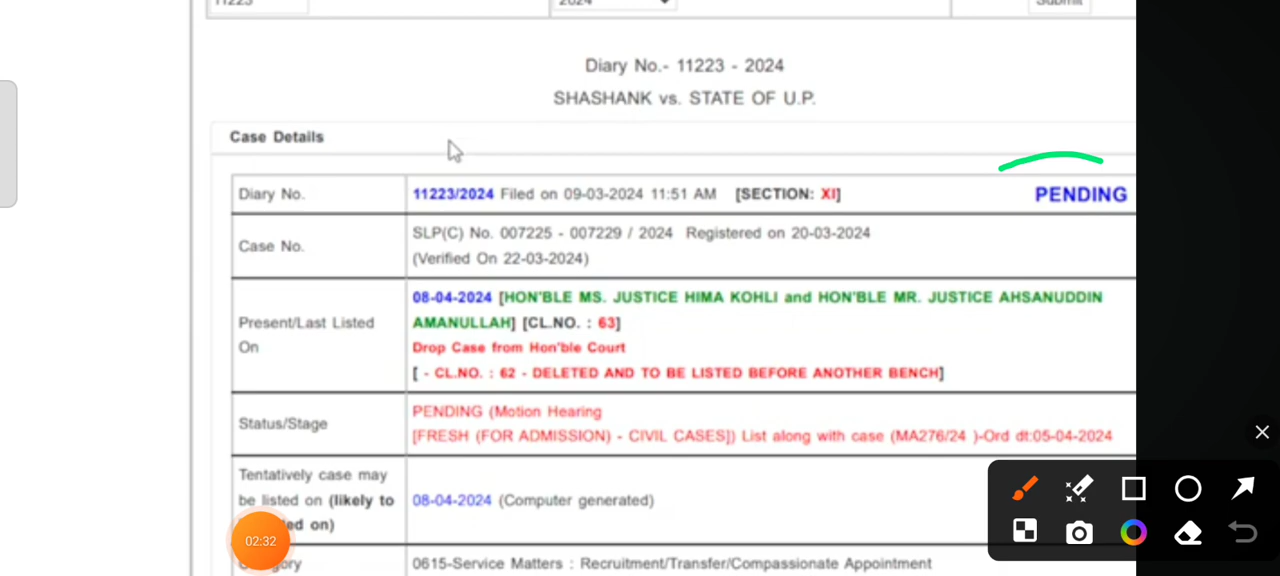 11223 2024 Submit
Diary No.- 11223 - 2024
SHASHANK vs. STATE OF U.P.
Case Details
Diary No. 11223/2024 Filed on 09-03-2024 11:51 AM [SECTION: XI] PENDING
Case No. SLP(C) No. 007225 - 007229 / 2024 Registered on 20-03-2024
(Verified On 22-03-2024)
Present/Last Listed On 08-04-2024 [HON'BLE MS. JUSTICE HIMA KOHLI and HON'BLE MR. JUSTICE AHSANUDDIN
AMANULLAH] [CL.NO. : 63]
Drop Case from Hon'ble Court
[ - CL.NO. : 62 - DELETED AND TO BE LISTED BEFORE ANOTHER BENCH]
Status/Stage PENDING (Motion Hearing
[FRESH (FOR ADMISSION) - CIVIL CASES]) List along with case (MA276/24 )-Ord dt:05-04-2024
Tentatively case may
be listed on (likely to 08-04-2024 (Computer generated)
ed on)
02:32
0615-Service Matters : Recruitment/Transfer/Compassionate Appointment